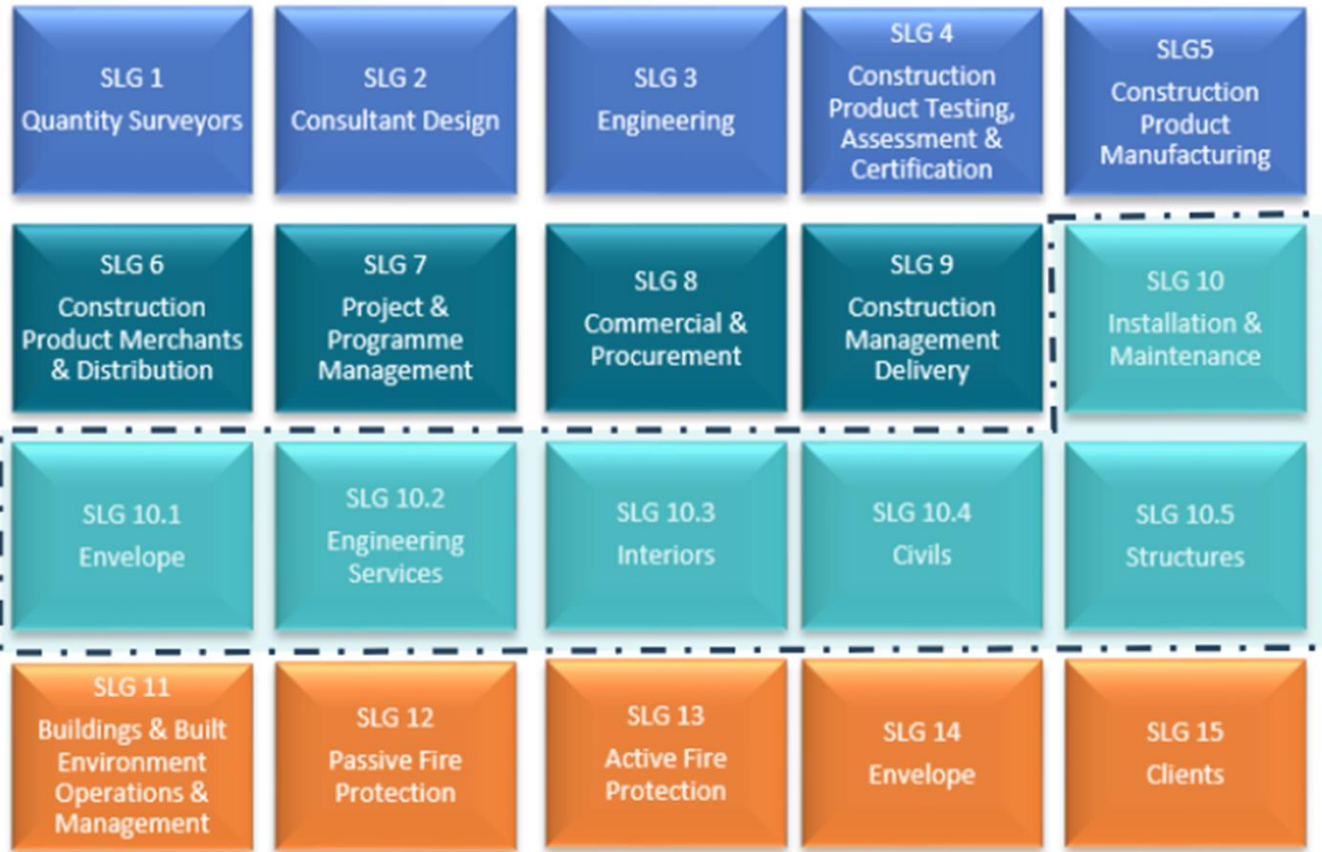 SLG 1
Quantity Surveyors
SLG 2
Consultant Design
SLG 3
Engineering
SLG 4
Construction
Product Testing,
Assessment &
Certification
SLG5
Construction
Product
Manufacturing
SLG 6
Construction
Product Merchants
& Distribution
SLG 7
Project &
Programme
Management
SLG 8
Commercial &
Procurement
SLG 9
Construction
Management
Delivery
SLG 10
Installation &
Maintenance
SLG 10.1
Envelope
SLG 10.2
Engineering
Services
SLG 10.3
Interiors
SLG 10.4
Civils
SLG 10.5
Structures
SLG 11
Buildings & Built
Environment
Operations &
Management
SLG 12
Passive Fire
Protection
SLG 13
Active Fire
Protection
SLG 14
Envelope
SLG 15
Clients